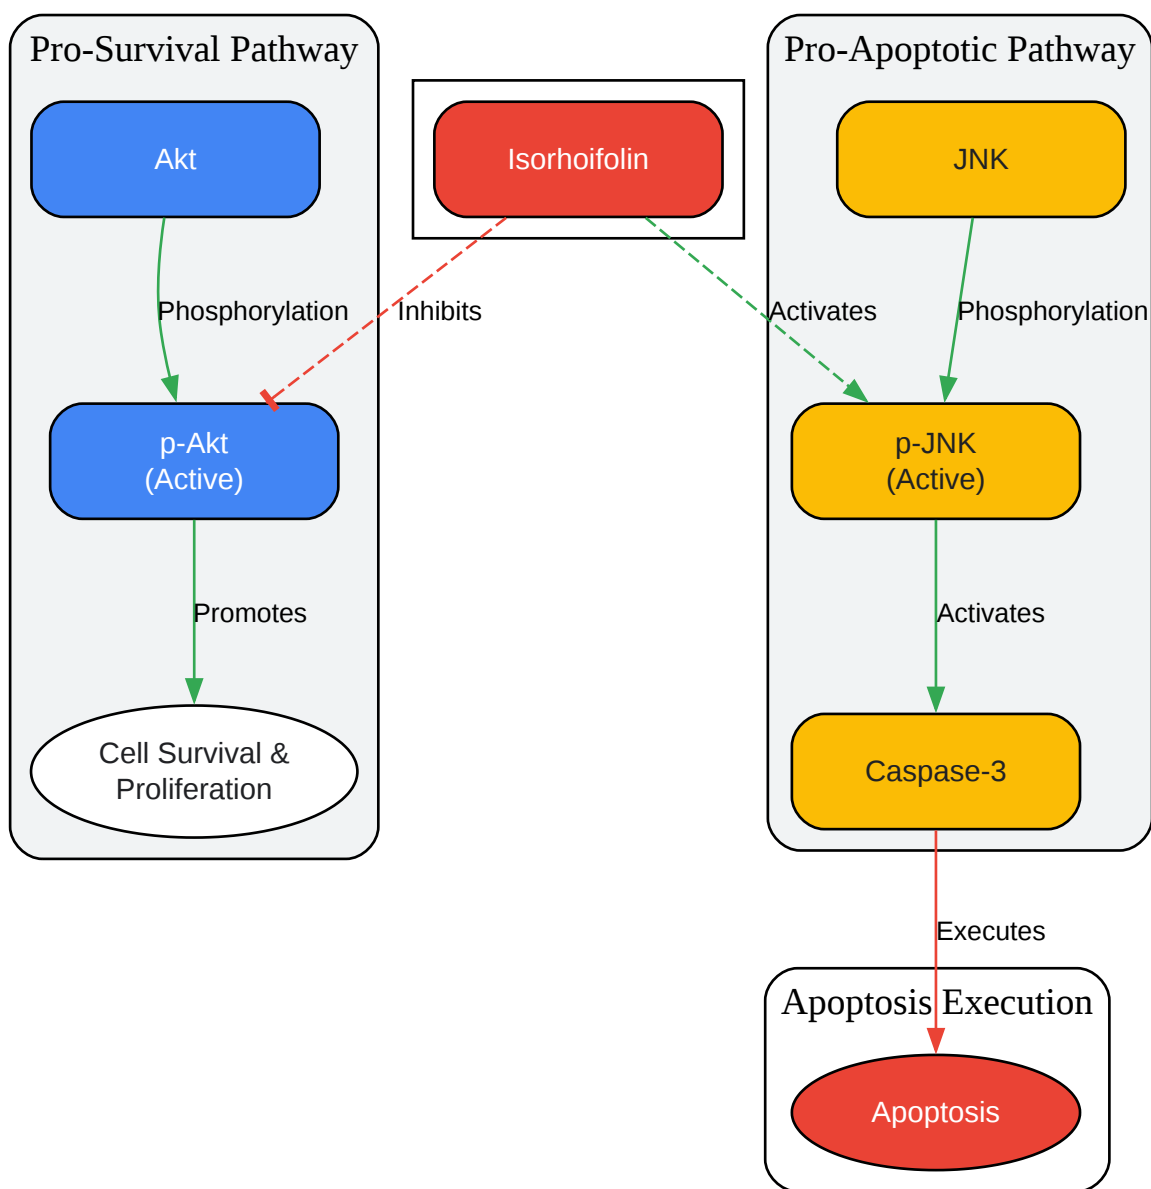 Pro-Survival Pathway
Pro-Apoptotic Pathway
Akt
Isorhoifolin
JNK
Phosphorylation
Inhibits
Activates
Phosphorylation
p-Akt
(Active)
p-JNK
(Active)
Promotes
Activates
Cell Survival &
Proliferation
Caspase-3
Executes
Apoptosis Execution
Apoptosis